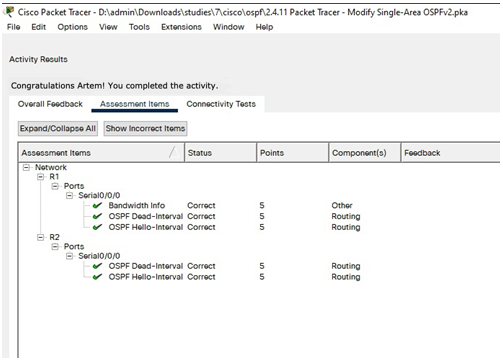 Cisco Packet Tracer - D:\admin\Downloads\studies\7\cisco\ospf\2.4.11 Packet Tracer - Modify Single-Area OSPFv2.pka
File Edit Options View Tools Extensions Window Help
Activity Results
Congratulations Artem! You completed the activity.
Overall Feedback Assessment Items Connectivity Tests
Expand/Collapse All Show Incorrect Items
Assessment Items Status Points Component(s) Feedback
Network
R1
Ports
Serial0/0/0
Bandwidth Info Correct 5 Other
OSPF Dead-Interval Correct 5 Routing
OSPF Hello-Interval Correct 5 Routing
R2
Ports
Serial0/0/0
OSPF Dead-Interval Correct 5 Routing
OSPF Hello-Interval Correct 5 Routing